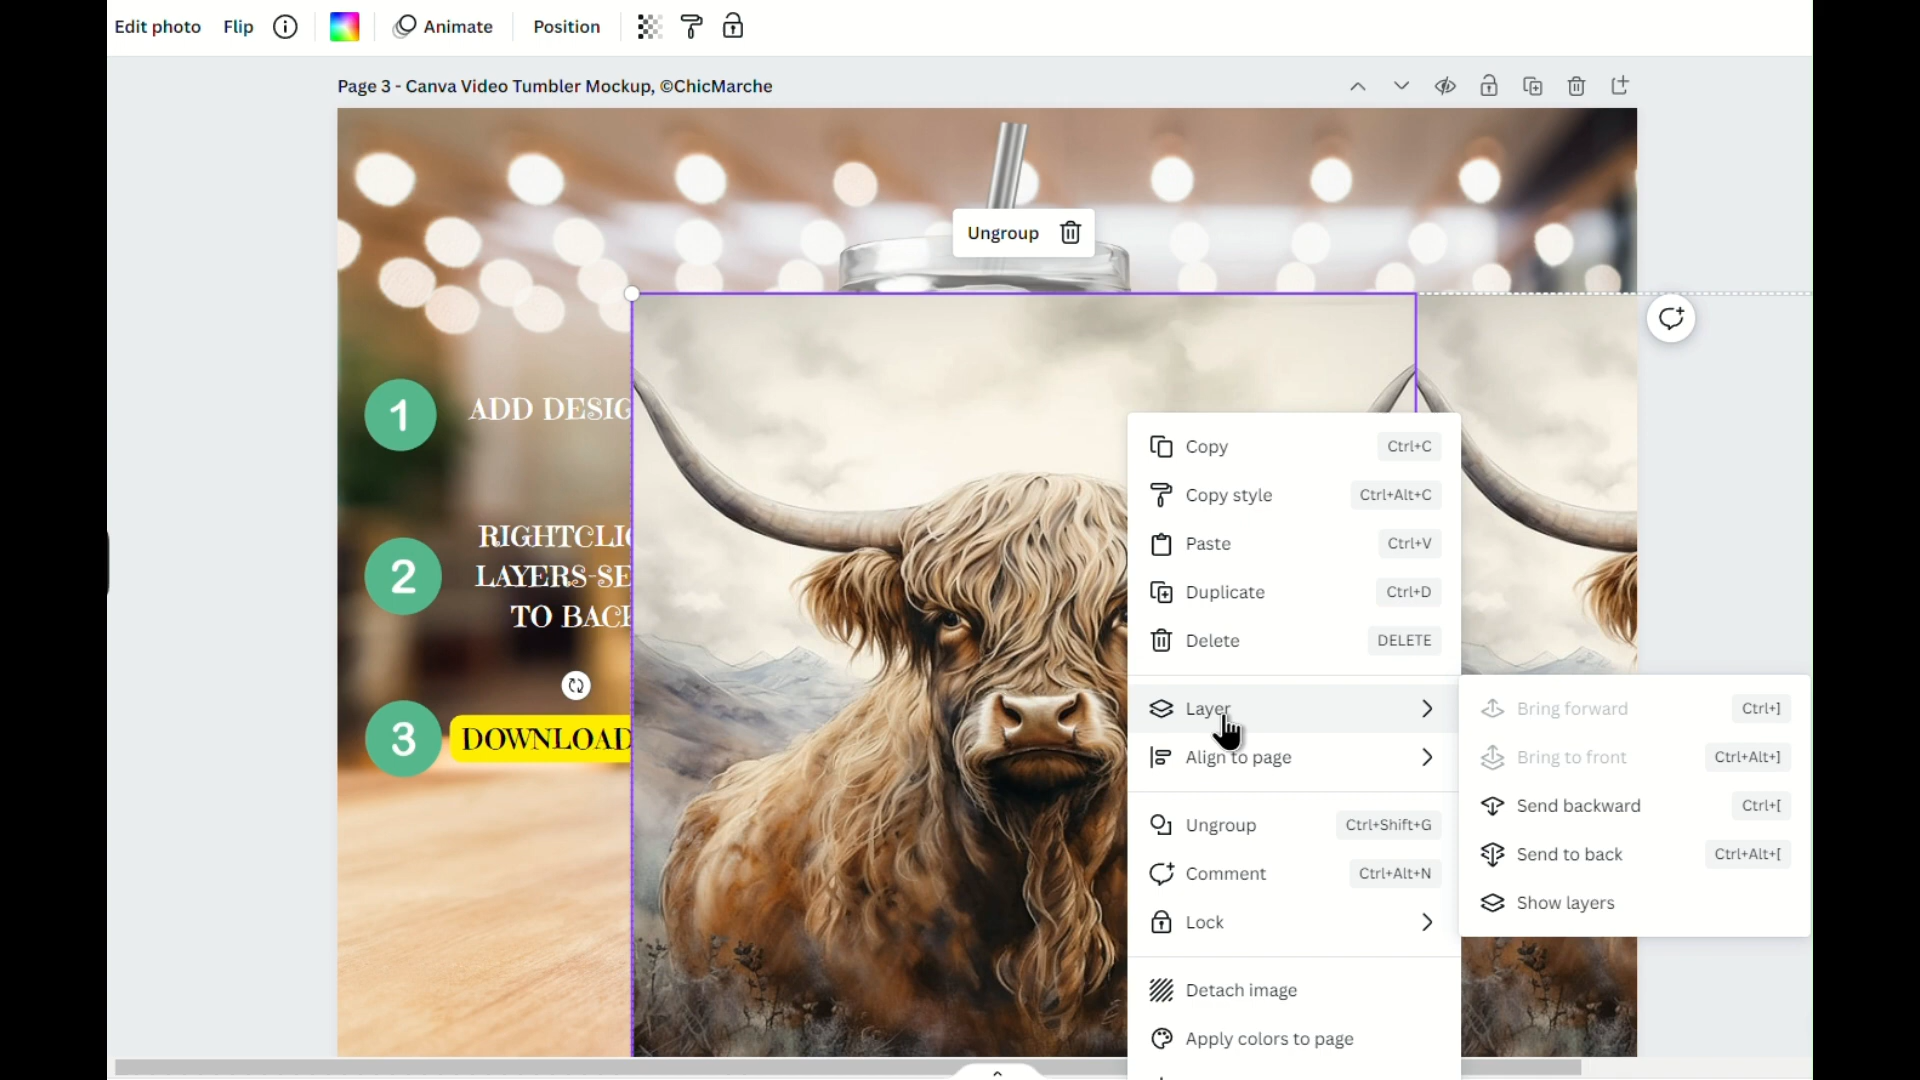 Edit photo
Flip
Animate
Position
Page 3 - Canva Video Tumbler Mockup, ©ChicMarche
Ungroup
1
ADD DESIG
2
RIGHTCLIC
LAYERS-SE
TO BACK
3
DOWNLOAD
Copy Ctrl+C
Copy style Ctrl+Alt+C
Paste Ctrl+V
Duplicate Ctrl+D
Delete DELETE
Layer
Align to page
Ungroup Ctrl+Shift+G
Comment Ctrl+Alt+N
Lock
Detach image
Apply colors to page
Bring forward Ctrl+]
Bring to front Ctrl+Alt+]
Send backward Ctrl+[
Send to back Ctrl+Alt+[
Show layers